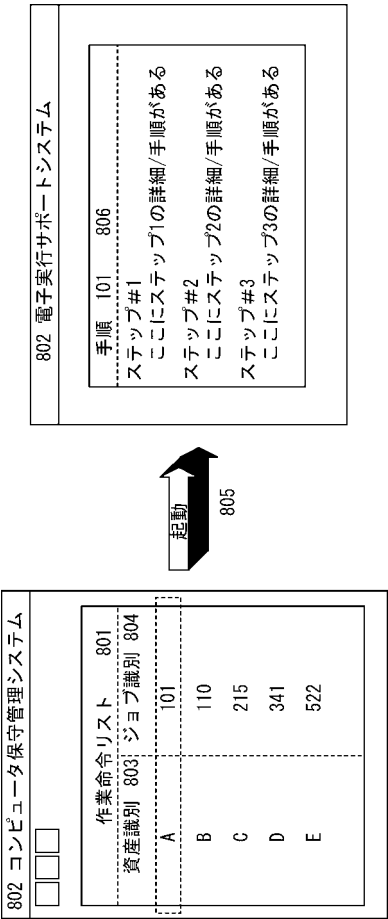 802 コンピュータ保守管理システム
作業命令リスト 801
資産識別 803 ジョブ識別 804
A 101
B 110
C 215
D 341
E 522
起動
805
802 電子実行サポートシステム
手順 101 806
ステップ#1
ここにステップ1の詳細/手順がある
ステップ#2
ここにステップ2の詳細/手順がある
ステップ#3
ここにステップ3の詳細/手順がある